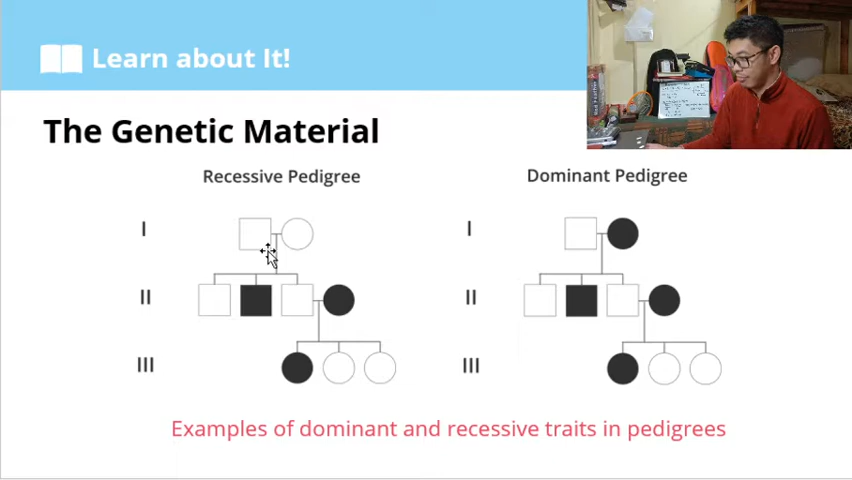 Learn about It!
The Genetic Material
Recessive Pedigree
Dominant Pedigree
I
I
II
II
III
III
Examples of dominant and recessive traits in pedigrees